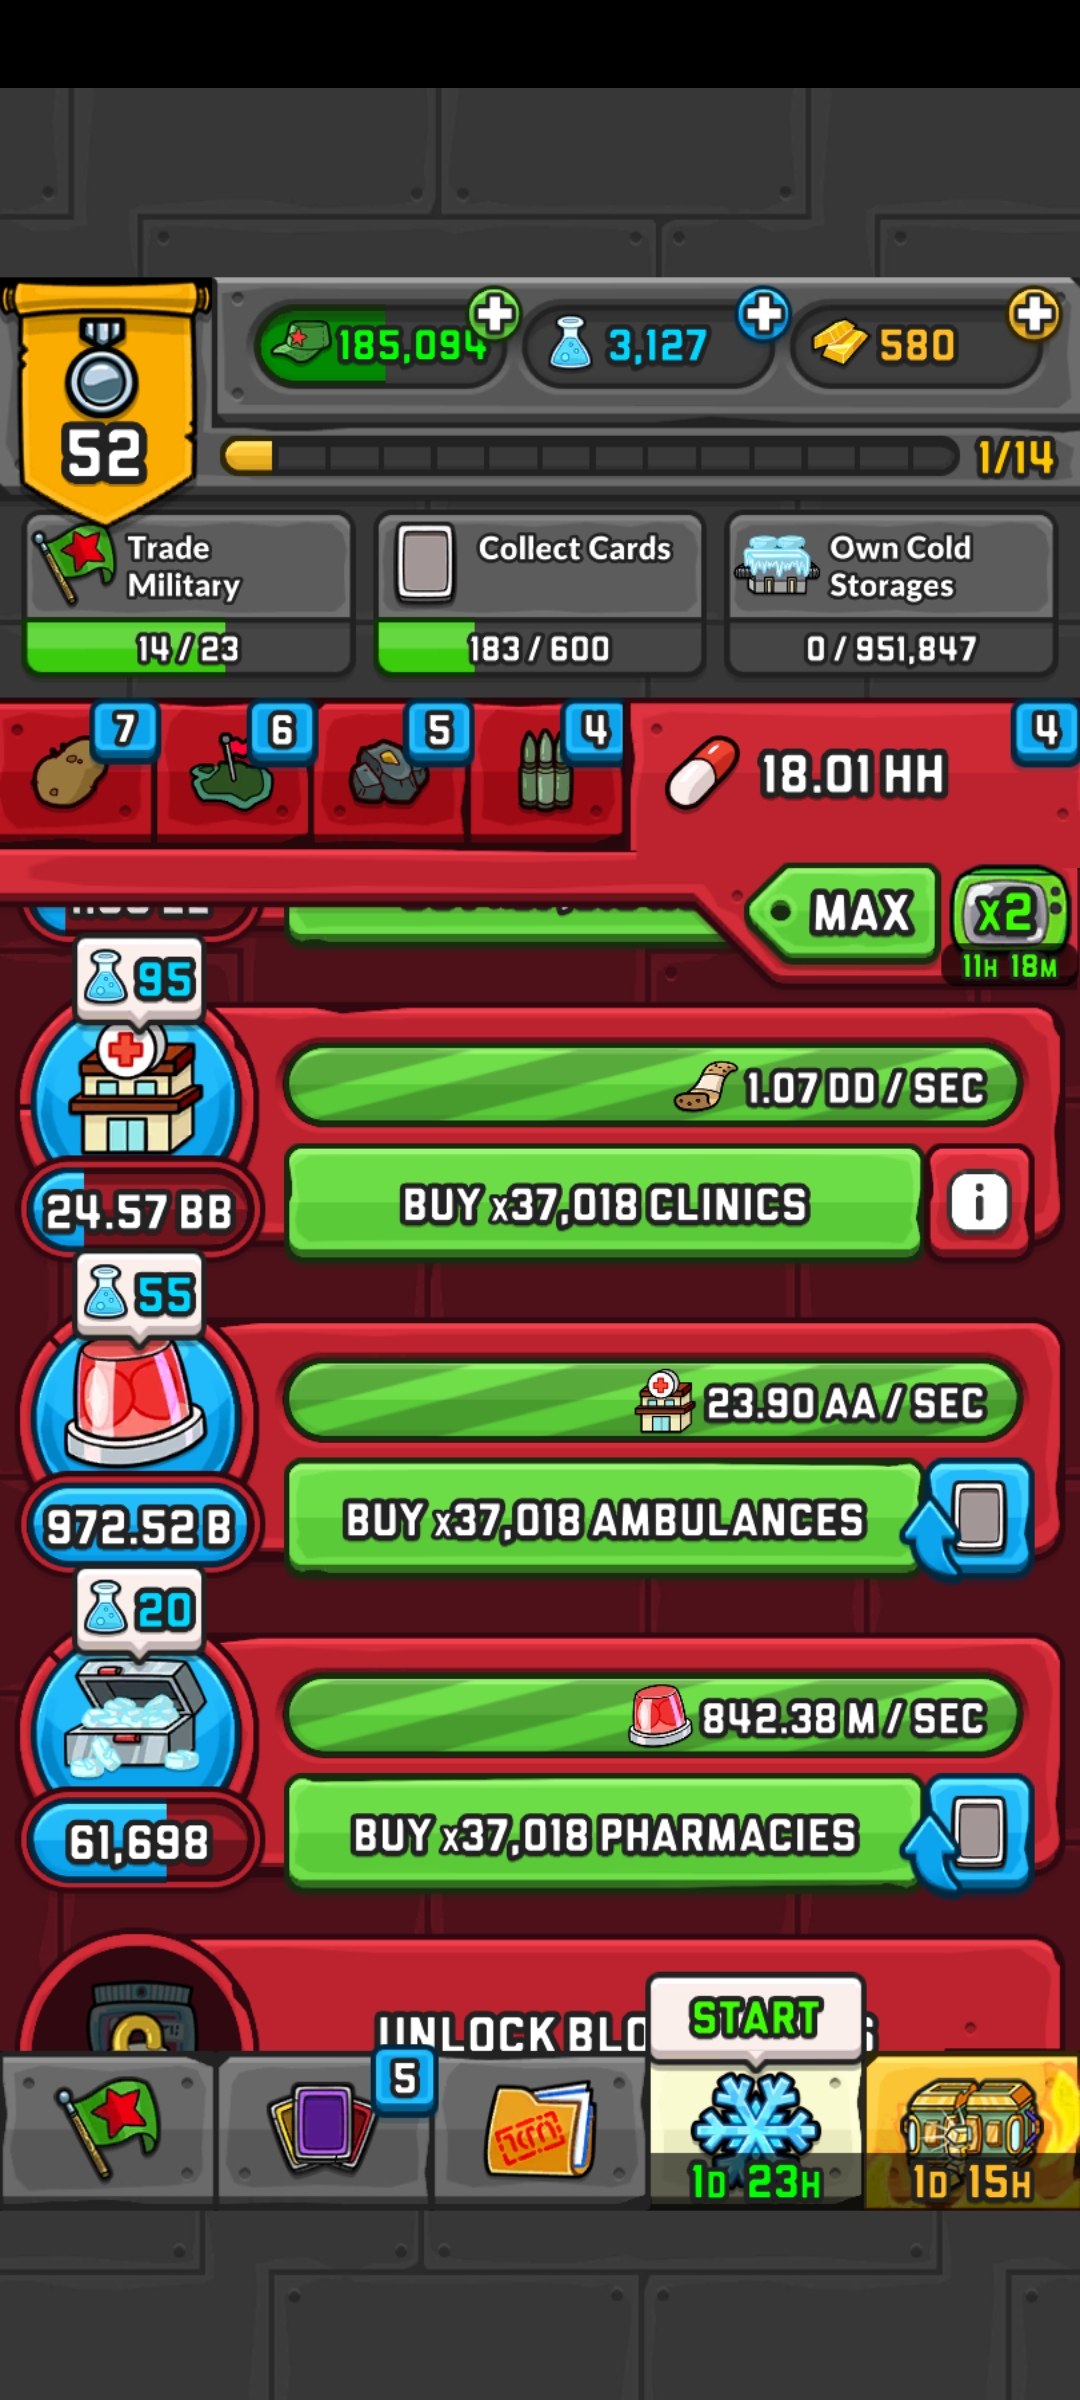 185,094
3,127
580
52
1/14
Trade
Military
14/23
Collect Cards
183/600
Own Cold
Storages
0/951,847
7
6
5
4
18.01 HH
4
MAX
x2
11H 18M
95
1.07 DD/SEC
24.57 BB
BUY x37,018 CLINICS
i
55
23.90 AA/SEC
972.52 B
BUY x37,018 AMBULANCES
20
842.38 M/SEC
61,698
BUY x37,018 PHARMACIES
UNLOCK
START
5
1D 23H
1D 15H